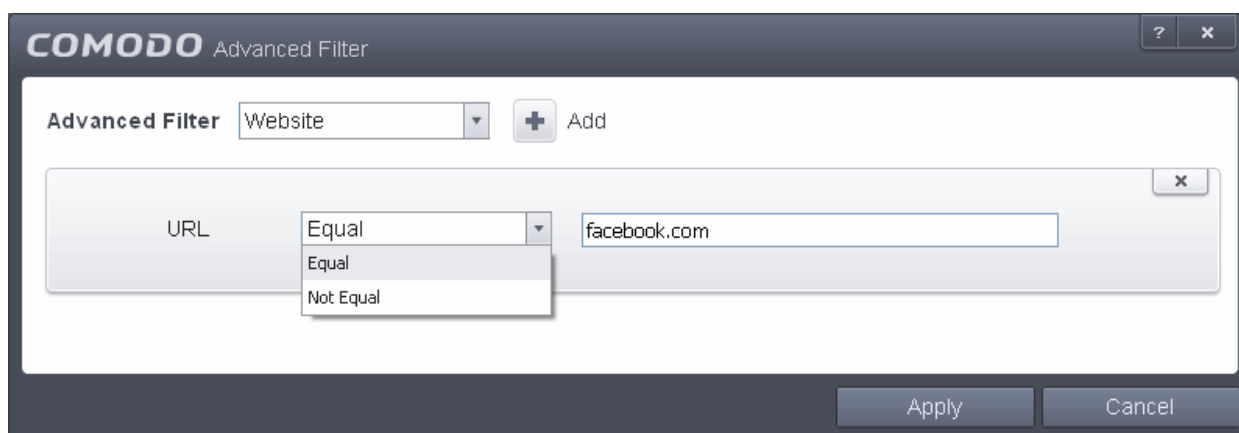 COMODO Advanced Filter ? ×
Advanced Filter Website + Add
×
URL Equal facebook.com
Equal
Not Equal
Apply Cancel